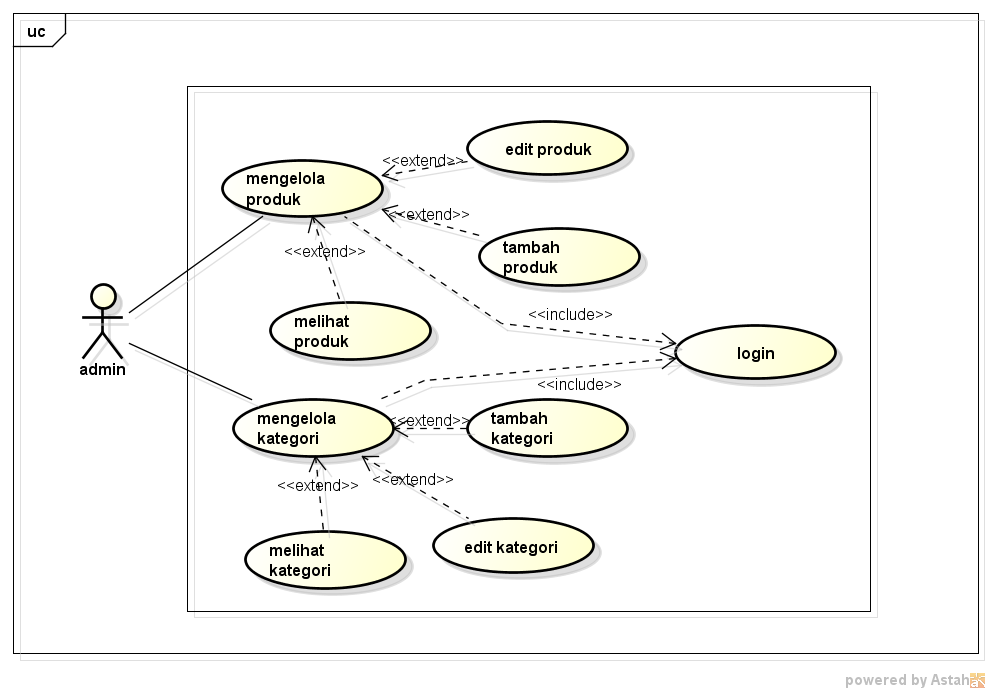 uc
edit produk
<<extend>>
mengelola
produk
<<extend>>
tambah
produk
<<extend>>
melihat
produk
<<include>>
login
admin
<<include>>
mengelola
kategori
<<extend>>
tambah
kategori
<<extend>>
<<extend>>
melihat
kategori
edit kategori
powered by Astah